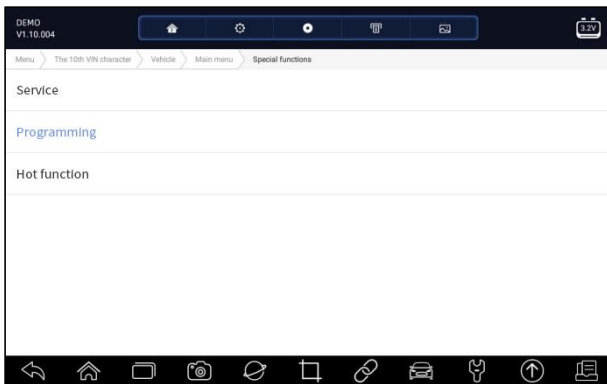 DEMO
V1.10.004
3.2V
Menu The 10th VIN character Vehicle Main menu Special functions
Service
Programming
Hot function